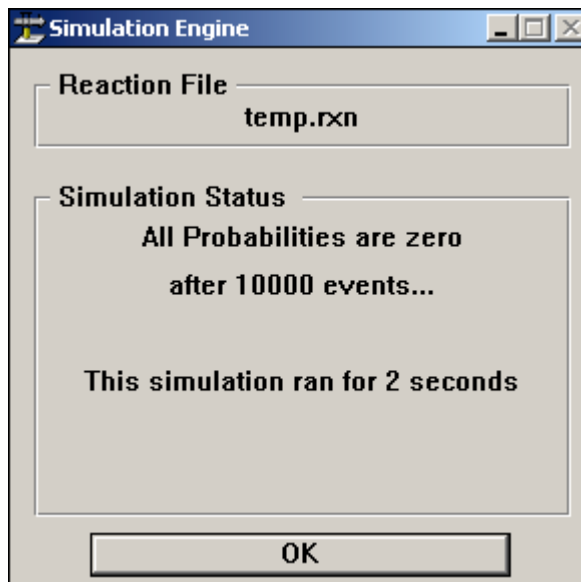 Simulation Engine
Reaction File
temp.rxn
Simulation Status
All Probabilities are zero
after 10000 events...
This simulation ran for 2 seconds
OK